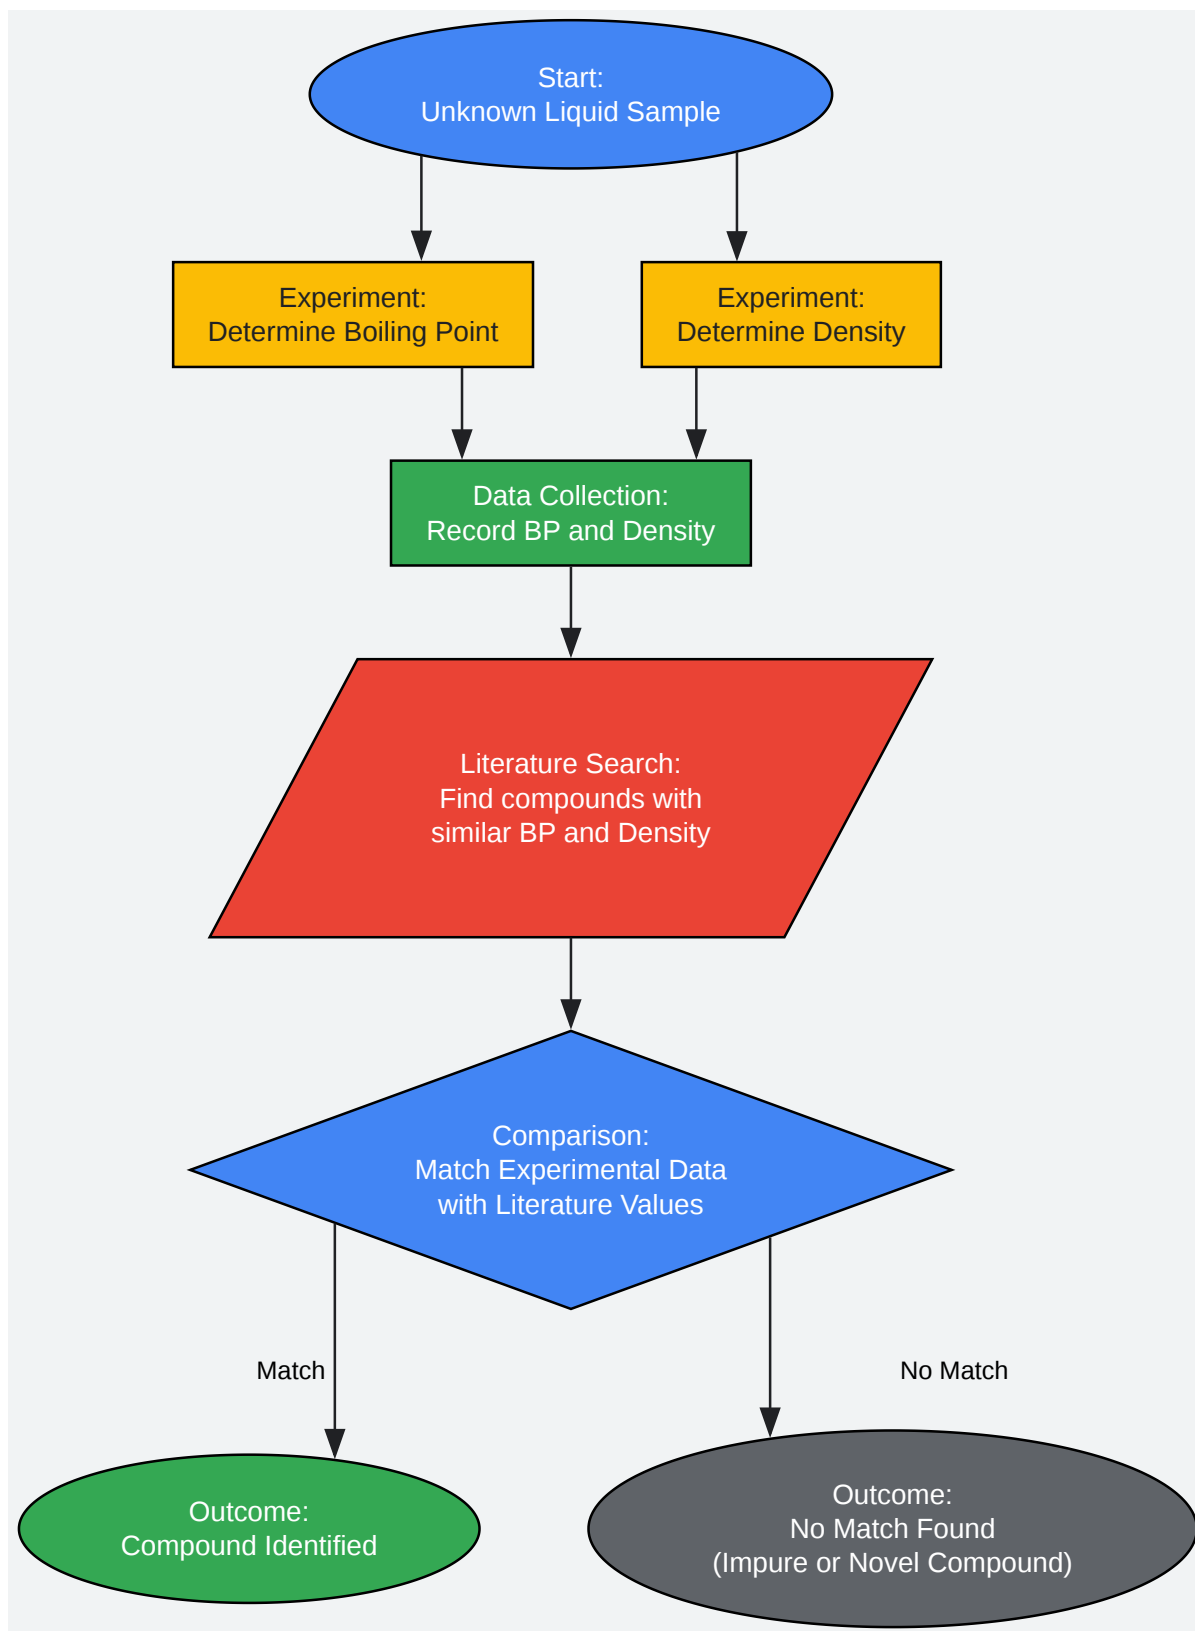 Start:
Unknown Liquid Sample
Experiment:
Determine Boiling Point
Experiment:
Determine Density
Data Collection:
Record BP and Density
Literature Search:
Find compounds with
similar BP and Density
Comparison:
Match Experimental Data
with Literature Values
Match
No Match
Outcome:
Compound Identified
Outcome:
No Match Found
(Impure or Novel Compound)